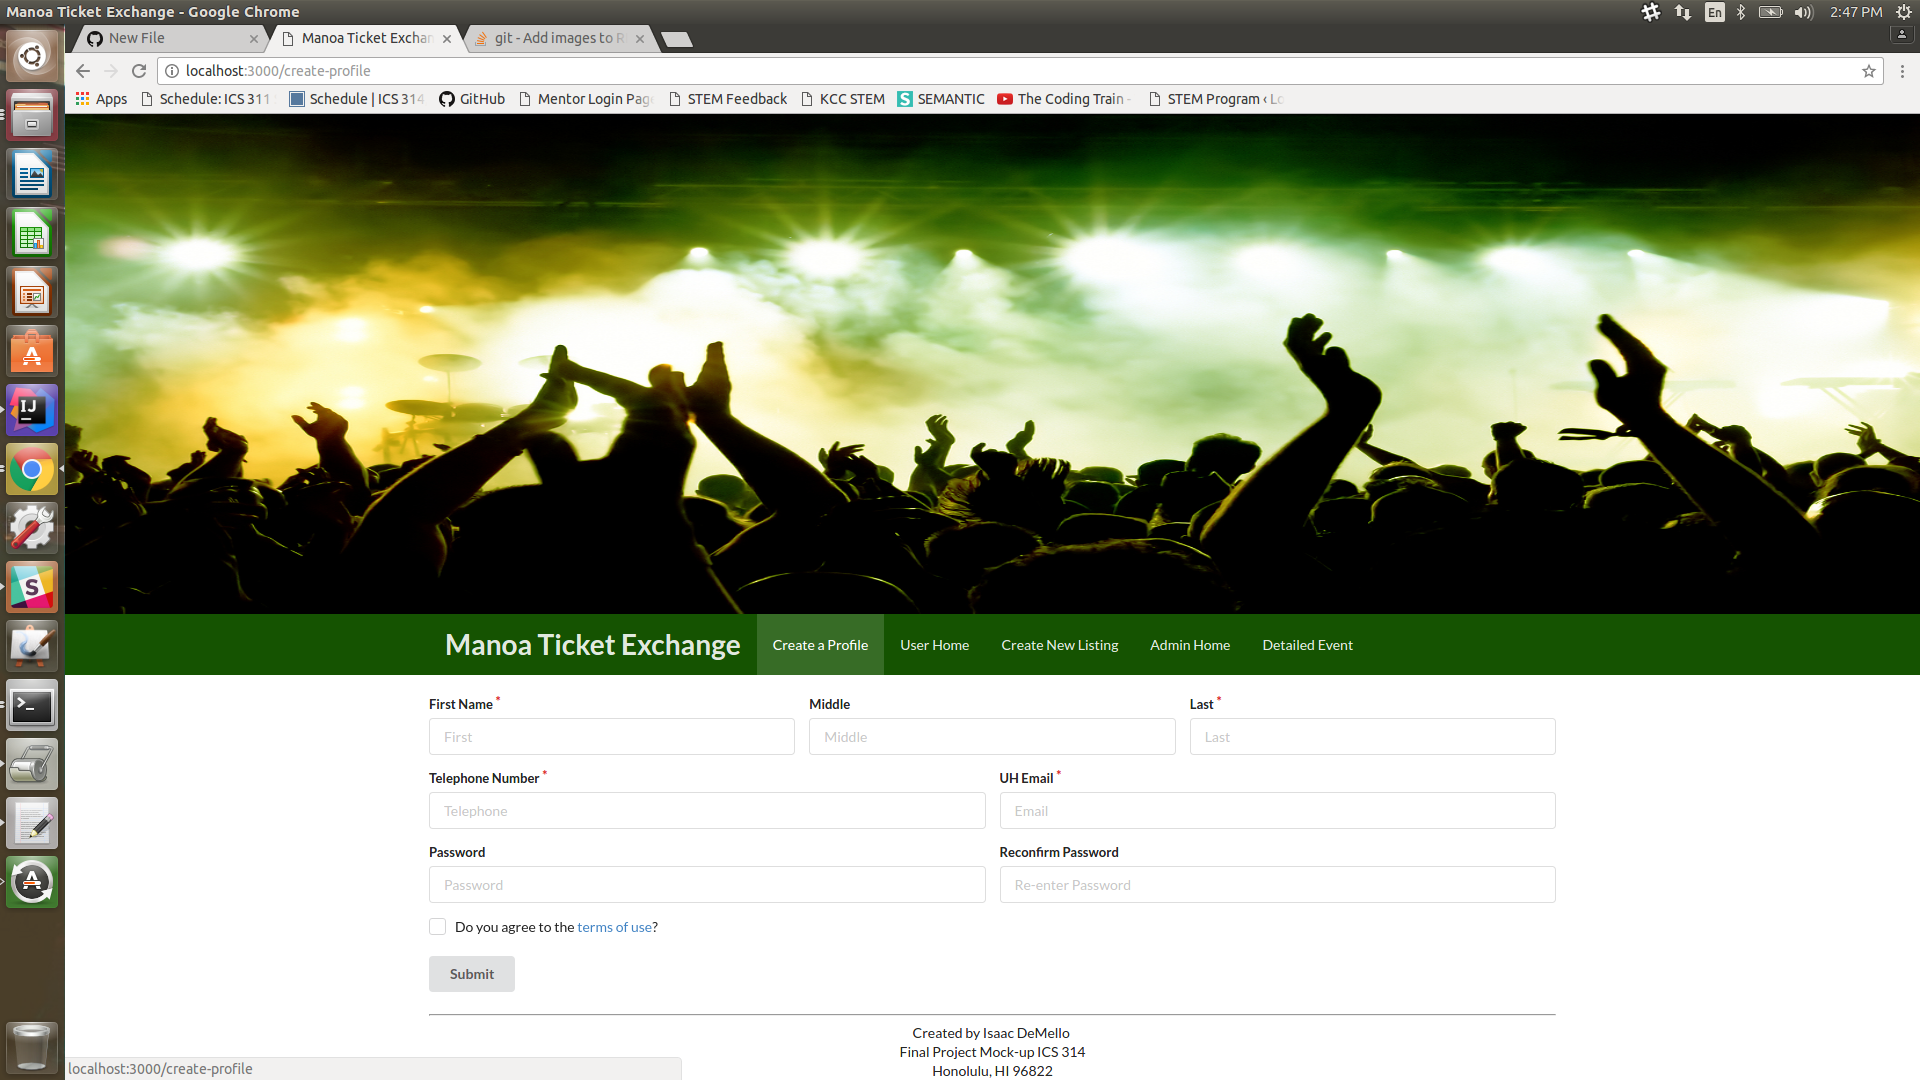 Manoa Ticket Exchange - Google Chrome
En
2:47 PM
New File
Manoa Ticket Exchan
git - Add images to R
localhost:3000/create-profile
Apps
Schedule: ICS 311
Schedule | ICS 314
GitHub
Mentor Login Page
STEM Feedback
KCC STEM
SEMANTIC
The Coding Train -
STEM Program ‹ Lo
Manoa Ticket Exchange
Create a Profile
User Home
Create New Listing
Admin Home
Detailed Event
First Name *
Middle
Last *
First
Middle
Last
Telephone Number *
UH Email *
Telephone
Email
Password
Reconfirm Password
Password
Re-enter Password
Do you agree to the terms of use?
Submit
Created by Isaac DeMello
Final Project Mock-up ICS 314
Honolulu, HI 96822
localhost:3000/create-profile